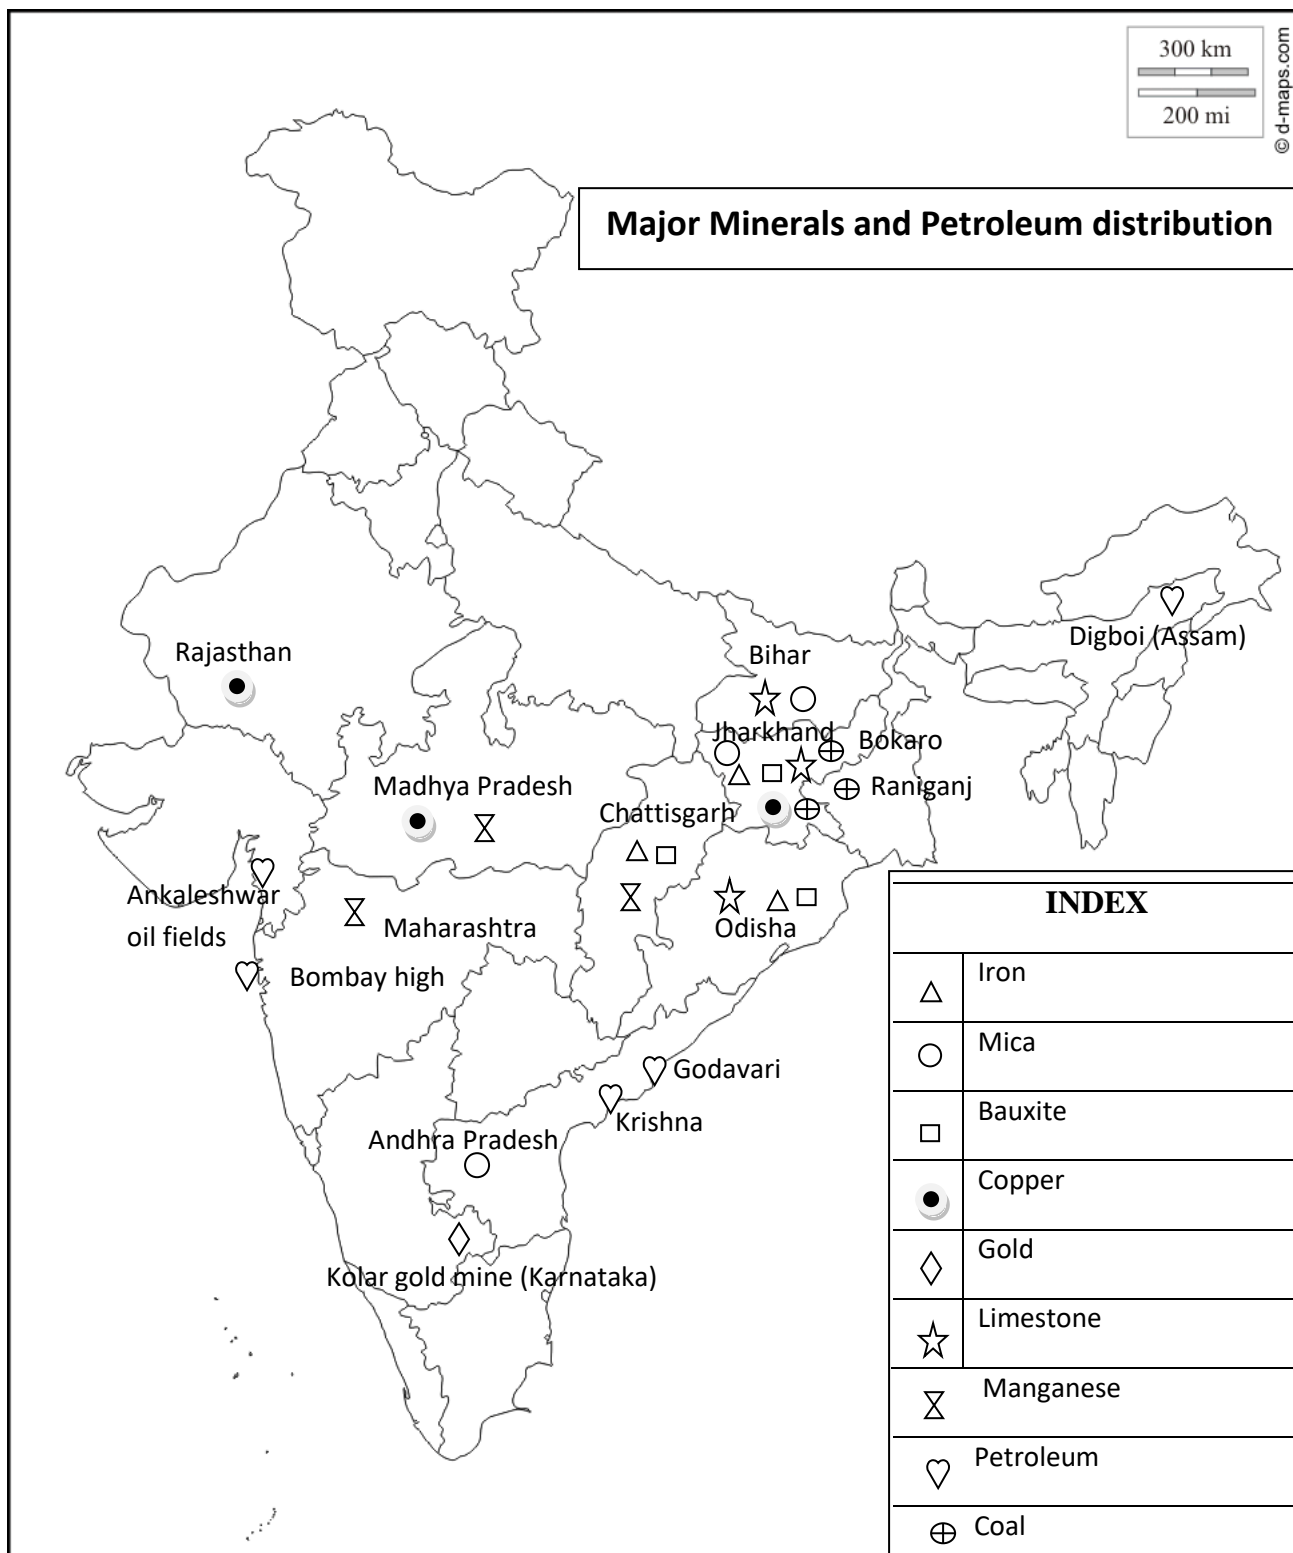 300 km
200 mi
© d-maps.com
Major Minerals and Petroleum distribution
Digboi (Assam)
Rajasthan
Bihar
Jharkhand
Bokaro
Madhya Pradesh
Raniganj
Chattisgarh
Ankaleshwar
oil fields
Maharashtra
Odisha
Bombay high
Godavari
Krishna
Andhra Pradesh
Kolar gold mine (Karnataka)
INDEX
Iron
Mica
Bauxite
Copper
Gold
Limestone
Manganese
Petroleum
Coal